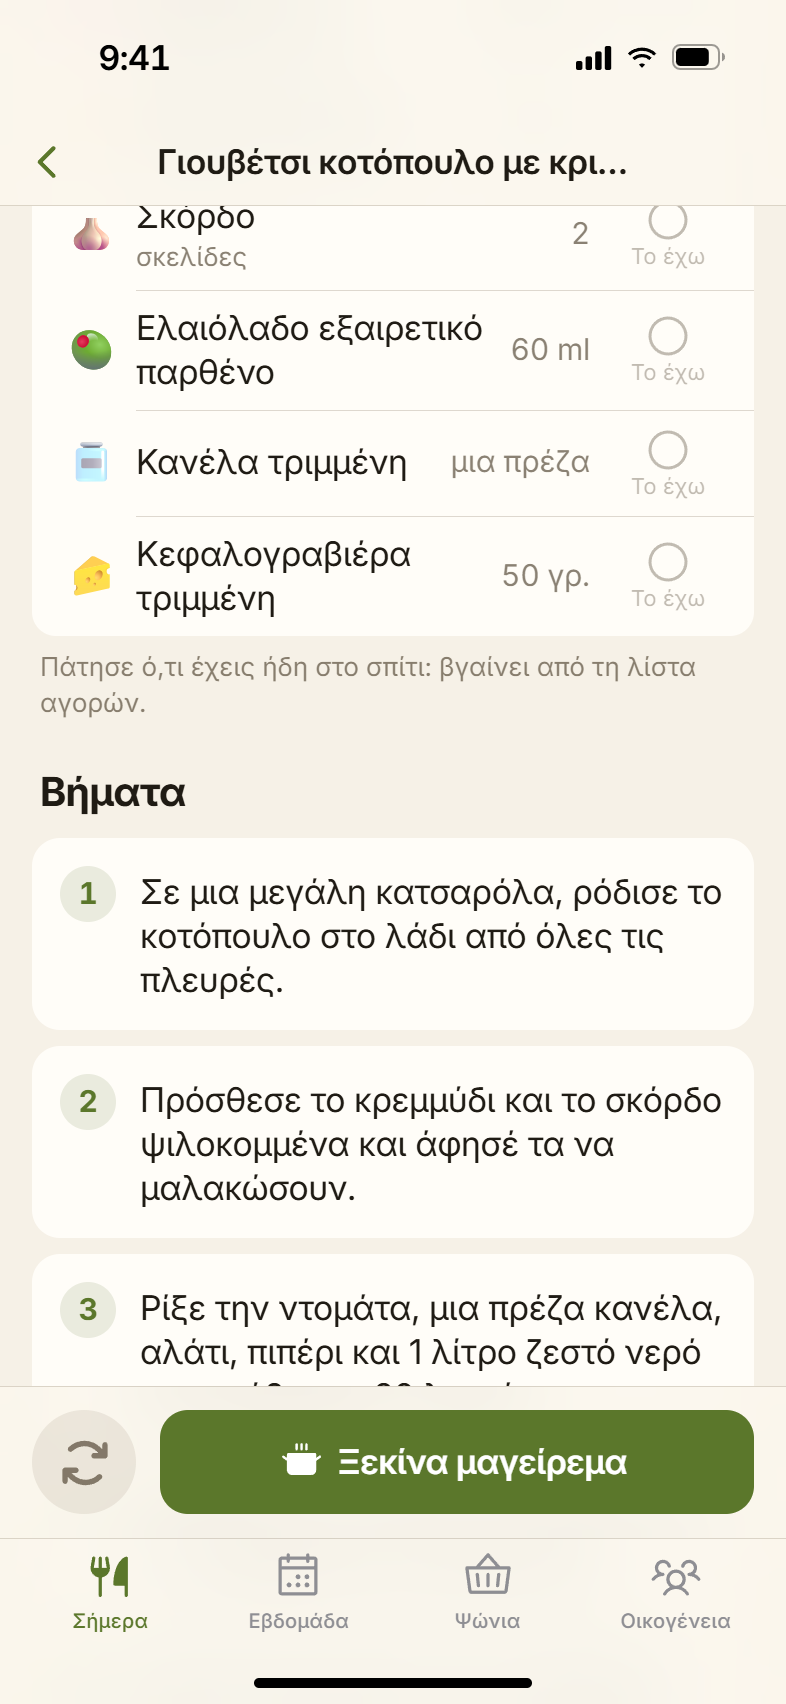 9:41
Γιουβέτσι κοτόπουλο με κρι...
Σκόρδο
σκελίδες
2
Το έχω
Ελαιόλαδο εξαιρετικό
παρθένο
60 ml
Το έχω
Κανέλα τριμμένη
μια πρέζα
Το έχω
Κεφαλογραβιέρα
τριμμένη
50 γρ.
Το έχω
Πάτησε ό,τι έχεις ήδη στο σπίτι: βγαίνει από τη λίστα
αγορών.
Βήματα
1
Σε μια μεγάλη κατσαρόλα, ρόδισε το
κοτόπουλο στο λάδι από όλες τις
πλευρές.
2
Πρόσθεσε το κρεμμύδι και το σκόρδο
ψιλοκομμένα και άφησέ τα να
μαλακώσουν.
3
Ρίξε την ντομάτα, μια πρέζα κανέλα,
αλάτι, πιπέρι και 1 λίτρο ζεστό νερό
Ξεκίνα μαγείρεμα
Σήμερα
Εβδομάδα
Ψώνια
Οικογένεια